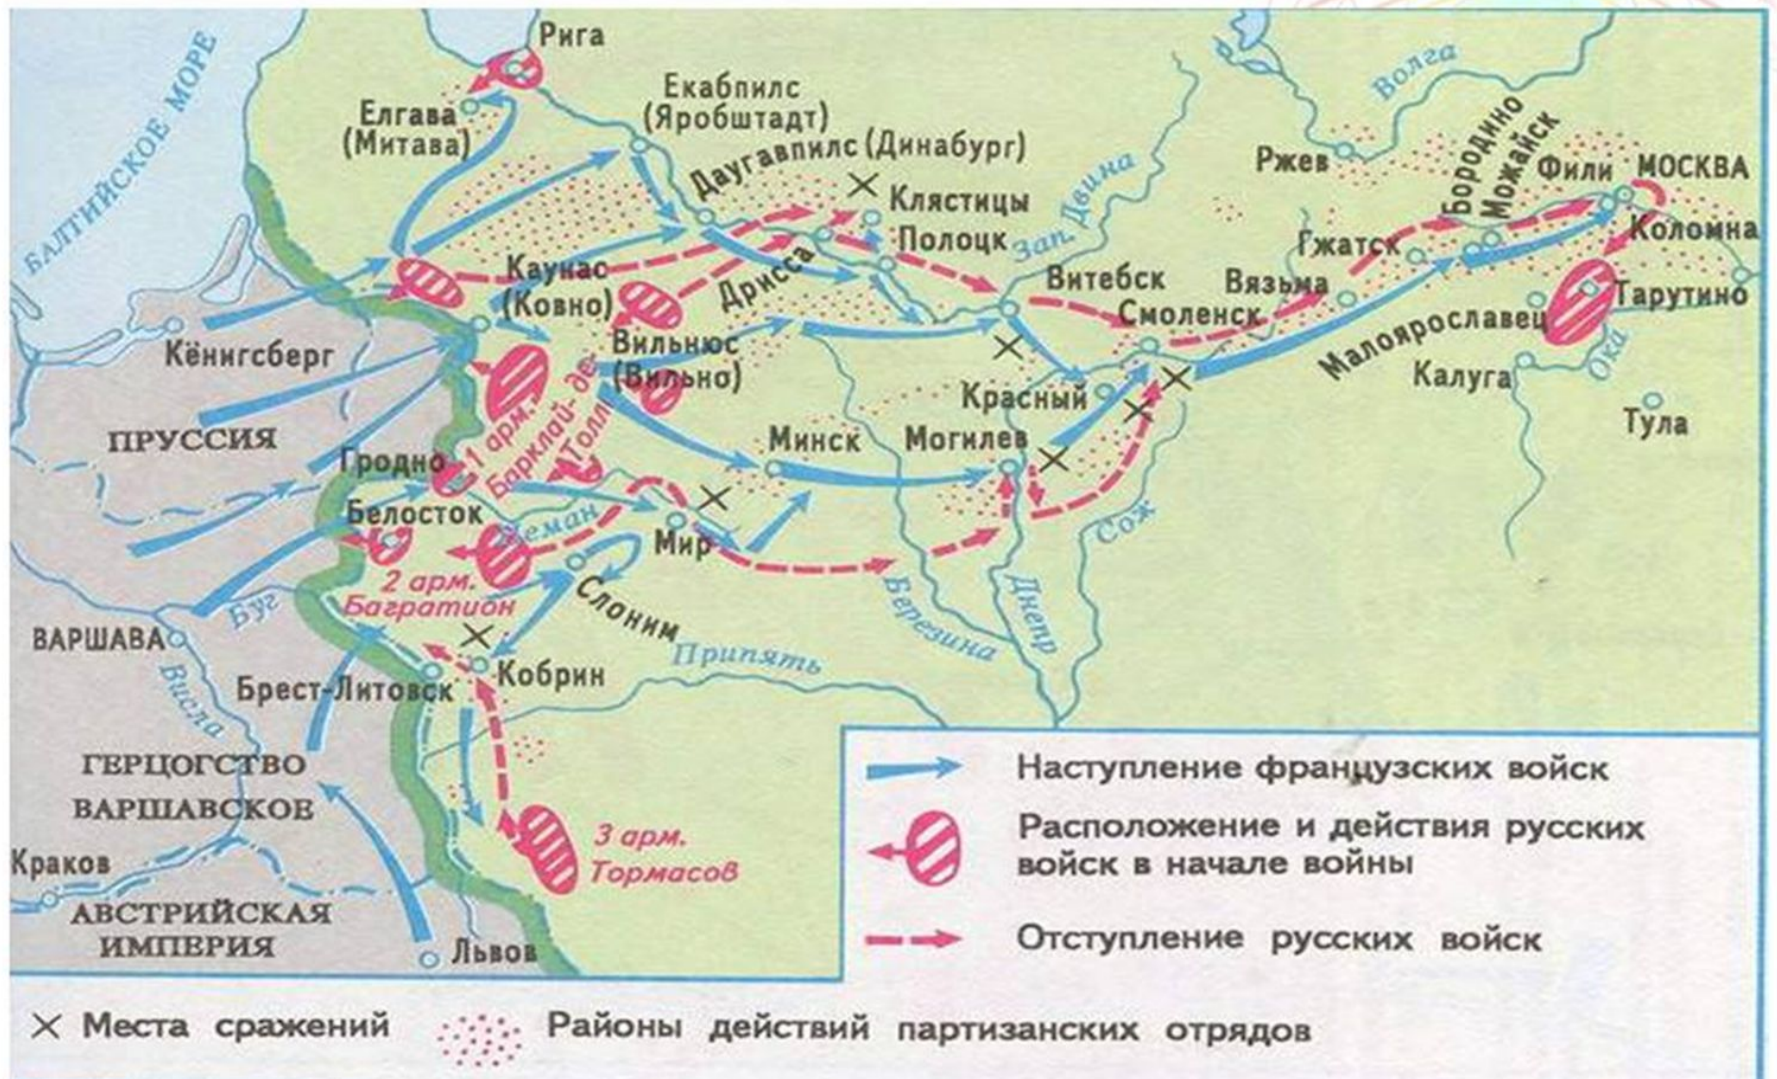 Рига
БАЛТИЙСКОЕ МОРЕ
Елгава
(Митава)
Екабпилс
(Яробштадт)
Даугавпилс (Динабург)
Клястицы
Полоцк
Дрисса
Зап. Двина
Волга
Ржев
Бородино
Можайск
Фили
МОСКВА
Коломна
Гжатск
Вязьма
Тарутино
Малоярославец
Калуга
Ока
Тула
Витебск
Смоленск
Красный
Могилев
Минск
Каунас
(Ковно)
Вильнюс
(Вильно)
Кёнигсберг
ПРУССИЯ
1 арм.
Барклай-де-
Толли
Гродно
Белосток
Неман
2 арм.
Багратион
Мир
Слоним
Сож
Березина
Днепр
Припять
Буг
ВАРШАВА
Висла
Брест-Литовск
Кобрин
ГЕРЦОГСТВО
ВАРШАВСКОЕ
Краков
АВСТРИЙСКАЯ
ИМПЕРИЯ
Львов
3 арм.
Тормасов
Наступление французских войск
Расположение и действия русских
войск в начале войны
Отступление русских войск
Места сражений
Районы действий партизанских отрядов